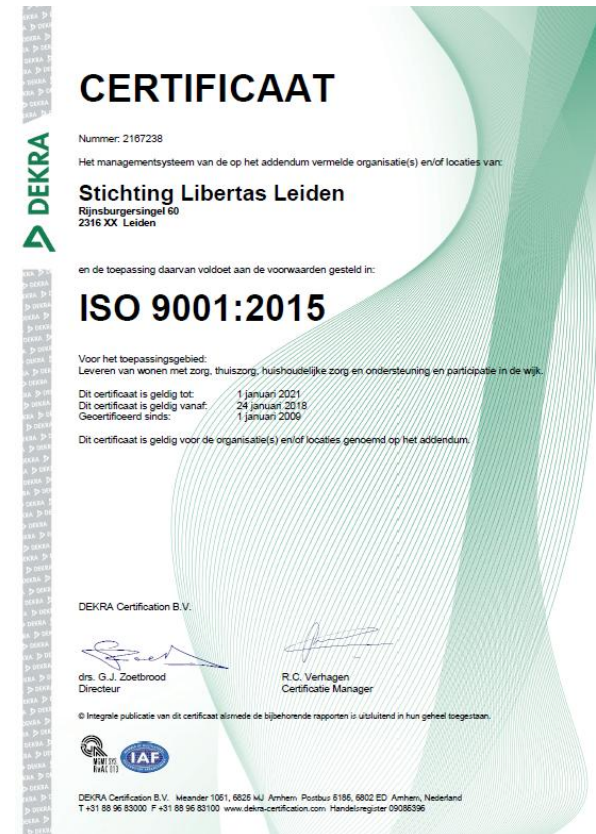 DEKRA
CERTIFICAAT
Nummer: 2167238
Het managementsysteem van de op het addendum vermelde organisatie(s) en/of locaties van:
Stichting Libertas Leiden
Rijnsburgersingel 60
2316 XX Leiden
en de toepassing daarvan voldoet aan de voorwaarden gesteld in:
ISO 9001:2015
Voor het toepassingsgebied:
Leveren van wonen met zorg, thuiszorg, huishoudelijke zorg en ondersteuning en participatie in de wijk.
Dit certificaat is geldig tot: 1 januari 2021
Dit certificaat is geldig vanaf: 24 januari 2018
Gecertificeerd sinds: 1 januari 2009
Dit certificaat is geldig voor de organisatie(s) en/of locaties genoemd op het addendum.
DEKRA Certification B.V.
drs. G.J. Zoetbrood
Directeur
R.C. Verhagen
Certificatie Manager
© Integrale publicatie van dit certificaat alsmede de bijbehorende rapporten is uitsluitend in hun geheel toegestaan.
MGMT SYS
RvA C 013
IAF
DEKRA Certification B.V. Meander 1051, 6825 MJ Arnhem Postbus 5185, 6802 ED Arnhem, Nederland
T +31 88 96 83000 F +31 88 96 83100 www.dekra-certification.com Handelsregister 09085396